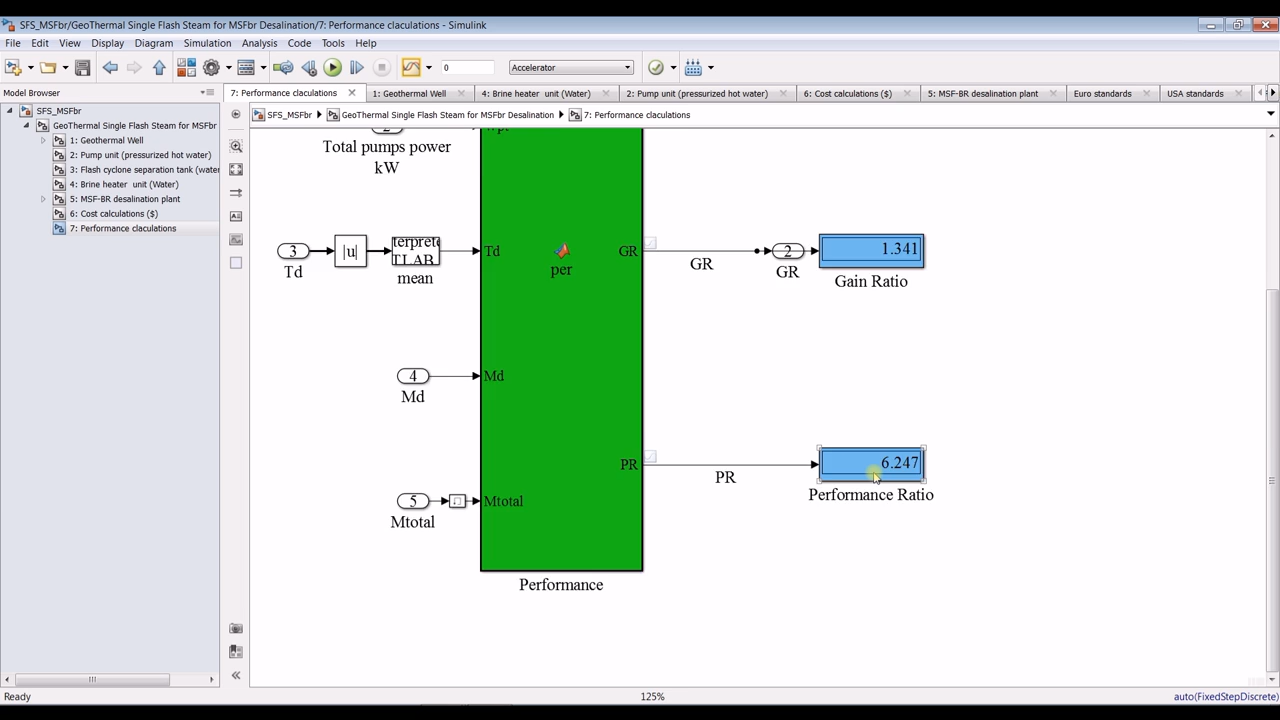 SFS_MSFbr/GeoThermal Single Flash Steam for MSFbr Desalination/7: Performance claculations - Simulink
File Edit View Display Diagram Simulation Analysis Code Tools Help
0
Accelerator
Model Browser
7: Performance claculations
1: Geothermal Well
4: Brine heater unit (Water)
2: Pump unit (pressurized hot water)
6: Cost calculations ($)
5: MSF-BR desalination plant
Euro standards
USA standards
SFS_MSFbr
GeoThermal Single Flash Steam for MSFbr Desalination
7: Performance claculations
SFS_MSFbr
GeoThermal Single Flash Steam for MSFbr
1: Geothermal Well
2: Pump unit (pressurized hot water)
3: Flash cyclone separation tank (water
4: Brine heater unit (Water)
5: MSF-BR desalination plant
6: Cost calculations ($)
7: Performance claculations
2
Total pumps power
kW
3
Td
|u|
terprete
TLAB
mean
Td
per
GR
GR
2
GR
1.341
Gain Ratio
4
Md
Md
PR
PR
6.247
Performance Ratio
5
Mtotal
Mtotal
Performance
Ready
125%
auto(FixedStepDiscrete)